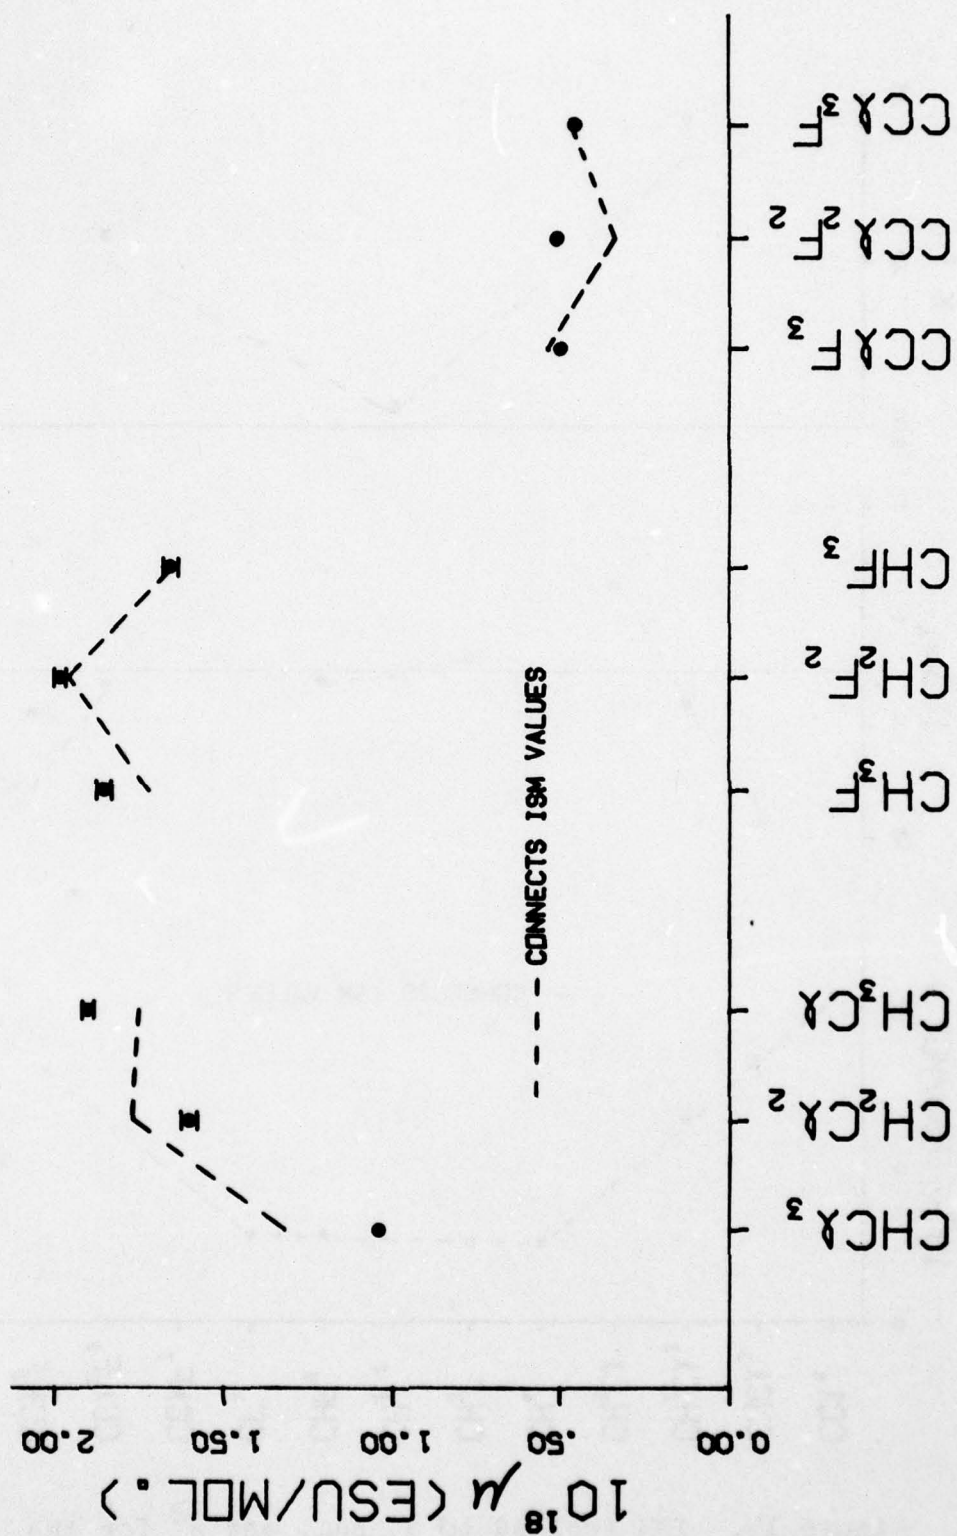 10¹⁸ μ (ESU/MOL.)
2.00
1.50
1.00
.50
0.00
--- CONNECTS ISM VALUES
CHCl₃
CH₂Cl₂
CH₃Cl
CH₃F
CH₂F₂
CHF₃
CClF₃
CCl₂F₂
CCl₃F